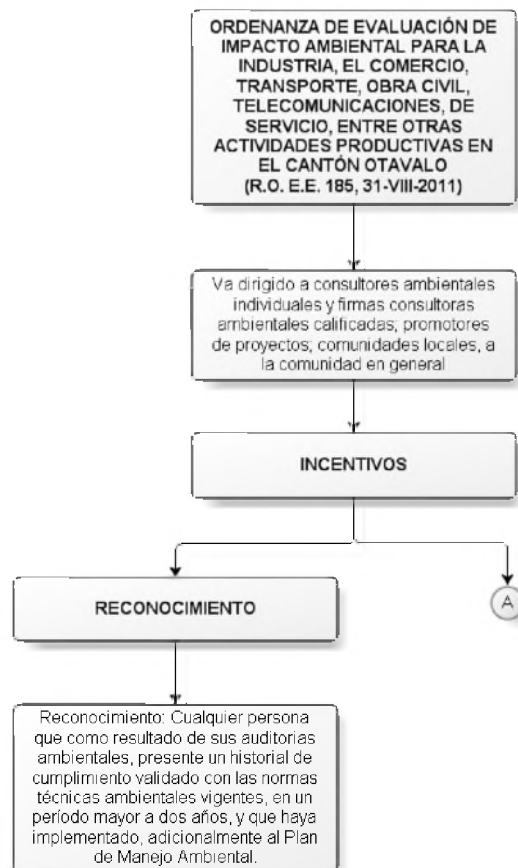 ORDENANZA DE EVALUACIÓN DE
IMPACTO AMBIENTAL PARA LA
INDUSTRIA, EL COMERCIO,
TRANSPORTE, OBRA CIVIL,
TELECOMUNICACIONES, DE
SERVICIO, ENTRE OTRAS
ACTIVIDADES PRODUCTIVAS EN
EL CANTÓN OTAVALO
(R.O. E.E. 185, 31-VIII-2011)
Va dirigido a consultores ambientales
individuales y firmas consultoras
ambientales calificadas; promotores
de proyectos; comunidades locales, a
la comunidad en general
INCENTIVOS
RECONOCIMIENTO
A
Reconocimiento: Cualquier persona
que como resultado de sus auditorias
ambientales, presente un historial de
cumplimiento validado con las normas
técnicas ambientales vigentes, en un
período mayor a dos años, y que haya
implementado, adicionalmente al Plan
de Manejo Ambiental.